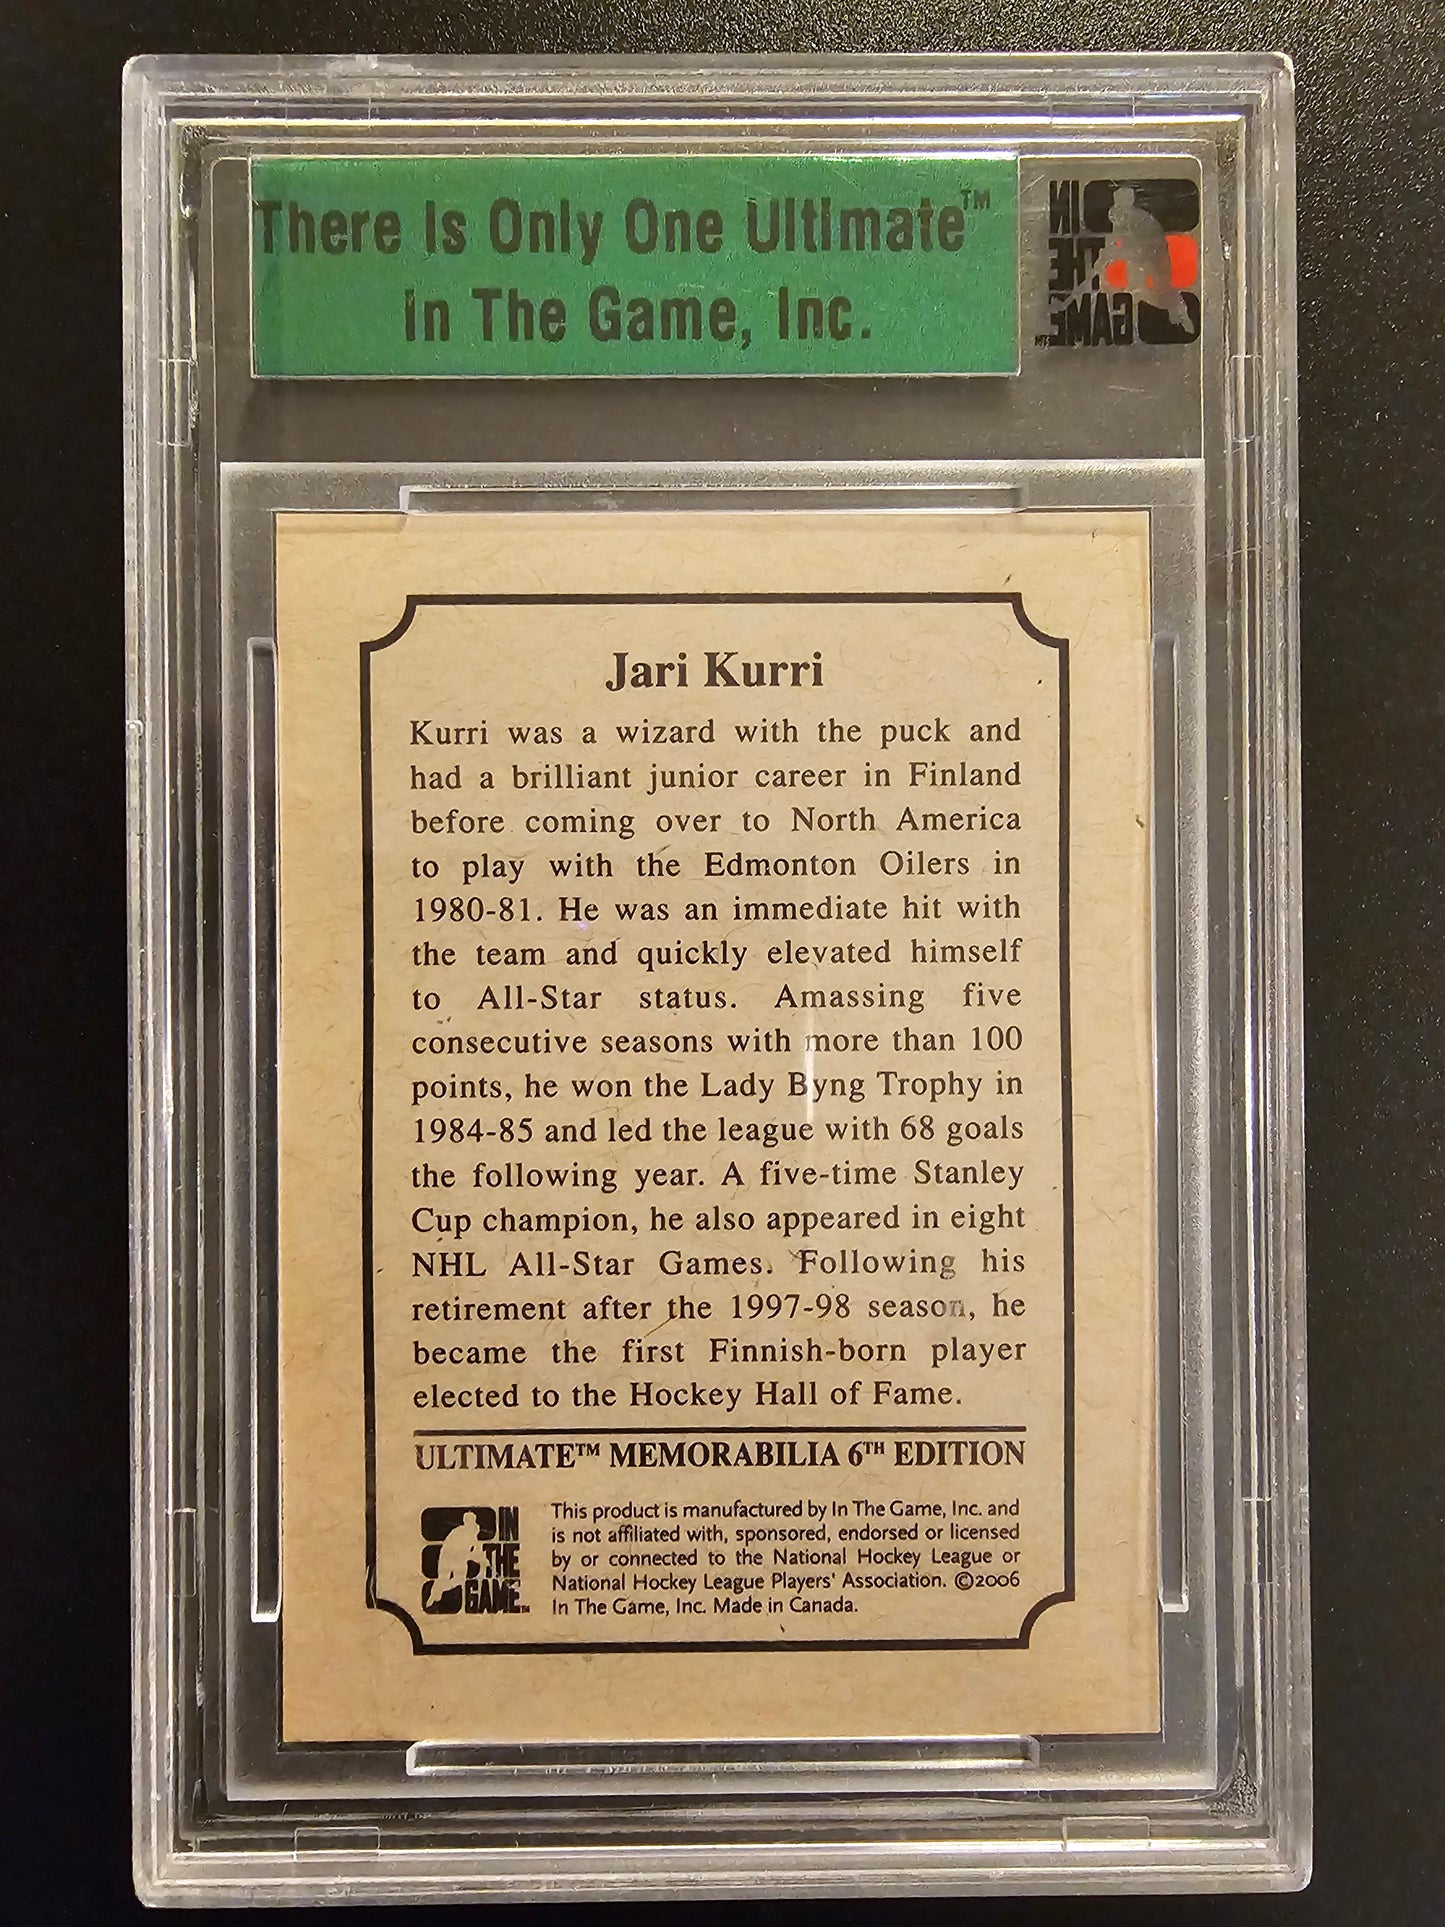 There Is Only One Ultimate™
In The Game, Inc.
IN
THE
GAME™
Jari Kurri
Kurri was a wizard with the puck and
had a brilliant junior career in Finland
before coming over to North America
to play with the Edmonton Oilers in
1980-81. He was an immediate hit with
the team and quickly elevated himself
to All-Star status. Amassing five
consecutive seasons with more than 100
points, he won the Lady Byng Trophy in
1984-85 and led the league with 68 goals
the following year. A five-time Stanley
Cup champion, he also appeared in eight
NHL All-Star Games. Following his
retirement after the 1997-98 season, he
became the first Finnish-born player
elected to the Hockey Hall of Fame.
ULTIMATE™ MEMORABILIA 6TH EDITION
IN
THE
GAME™
This product is manufactured by In The Game, Inc. and
is not affiliated with, sponsored, endorsed or licensed
by or connected to the National Hockey League or
National Hockey League Players' Association. ©2006
In The Game, Inc. Made in Canada.